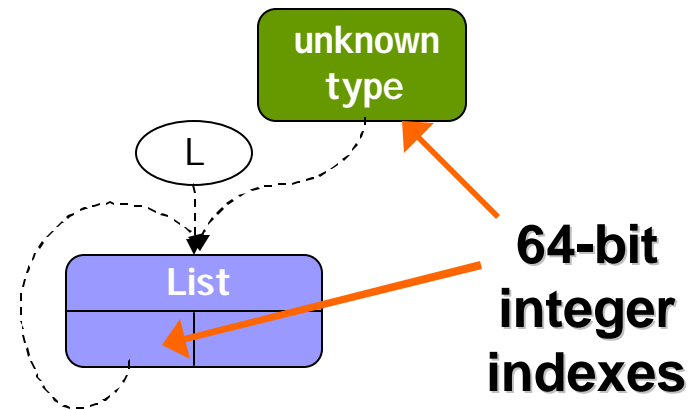 unknown
type
L
List
64-bit
integer
indexes